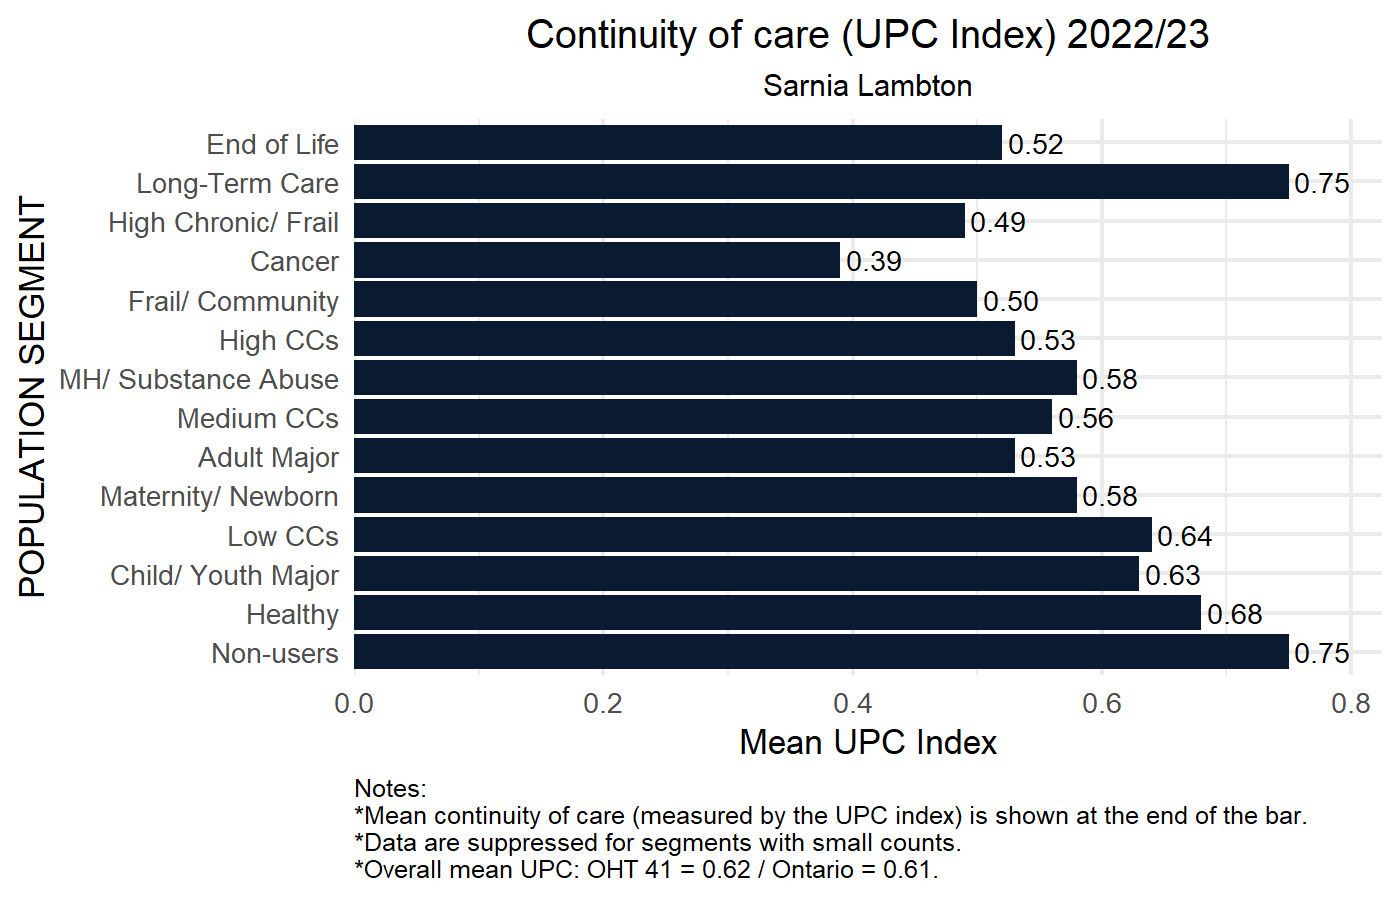 Continuity of care (UPC Index) 2022/23
Sarnia Lambton
POPULATION SEGMENT
End of Life 0.52
Long-Term Care 0.75
High Chronic/ Frail 0.49
Cancer 0.39
Frail/ Community 0.50
High CCs 0.53
MH/ Substance Abuse 0.58
Medium CCs 0.56
Adult Major 0.53
Maternity/ Newborn 0.58
Low CCs 0.64
Child/ Youth Major 0.63
Healthy 0.68
Non-users 0.75
0.0 0.2 0.4 0.6 0.8
Mean UPC Index
Notes:
*Mean continuity of care (measured by the UPC index) is shown at the end of the bar.
*Data are suppressed for segments with small counts.
*Overall mean UPC: OHT 41 = 0.62 / Ontario = 0.61.